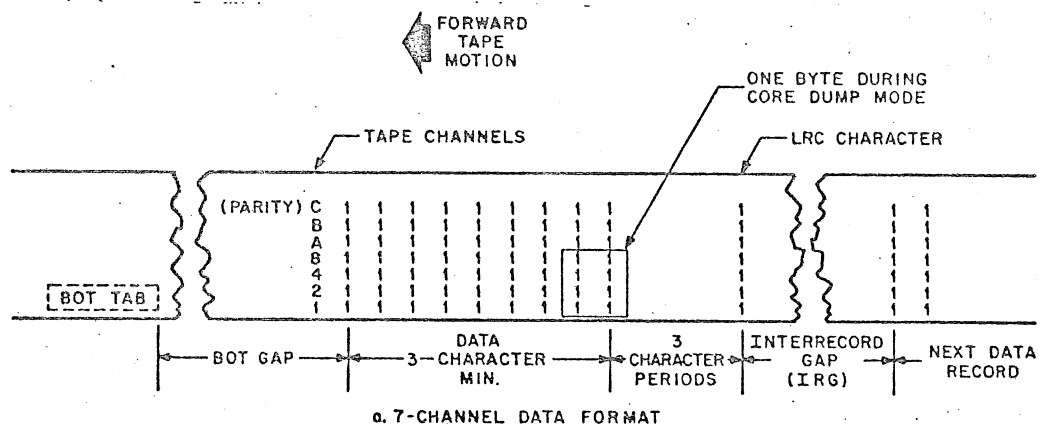 FORWARD
TAPE
MOTION
ONE BYTE DURING
CORE DUMP MODE
TAPE CHANNELS
LRC CHARACTER
(PARITY) C
B
A
8
4
2
1
BOT TAB
BOT GAP
DATA
3-CHARACTER
MIN.
3
CHARACTER
PERIODS
INTERRECORD
GAP
(IRG)
NEXT DATA
RECORD
a. 7-CHANNEL DATA FORMAT